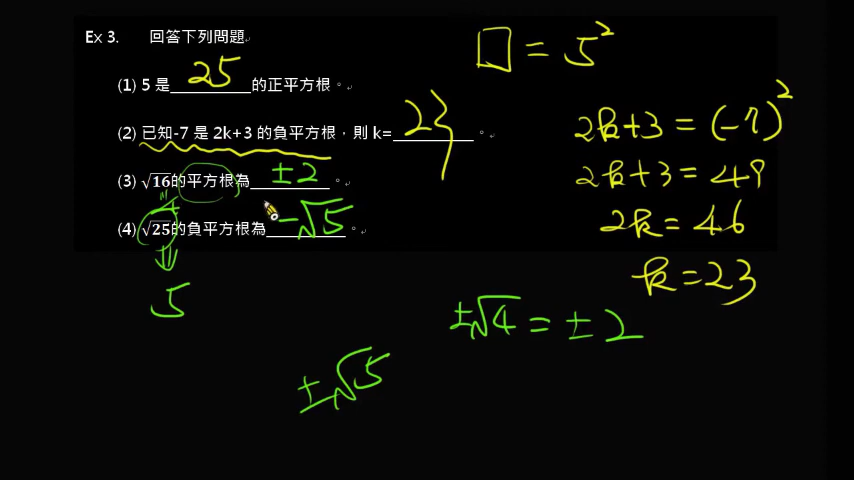 Ex 3. 回答下列問題
□ = 5²
(1) 5 是 25 的正平方根。
(2) 已知-7 是 2k+3 的負平方根，則 k= 23 。
2k+3 = (-7)²
(3) √16的平方根為 ±2 。
2k+3 = 49
4
(4) √25的負平方根為 -√5 。
2k = 46
5
k = 23
±√4 = ±2
±√5